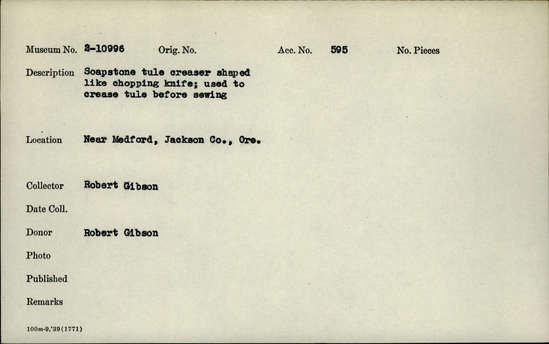 Museum No. 2-10996 Orig. No. Acc. No. 595 No. Pieces
Description Soapstone tule creaser shaped
like chopping knife; used to
crease tule before sewing
Location Near Medford, Jackson Co., Ore.
Collector Robert Gibson
Date Coll.
Donor Robert Gibson
Photo
Published
Remarks
100m-9,'39(1771)